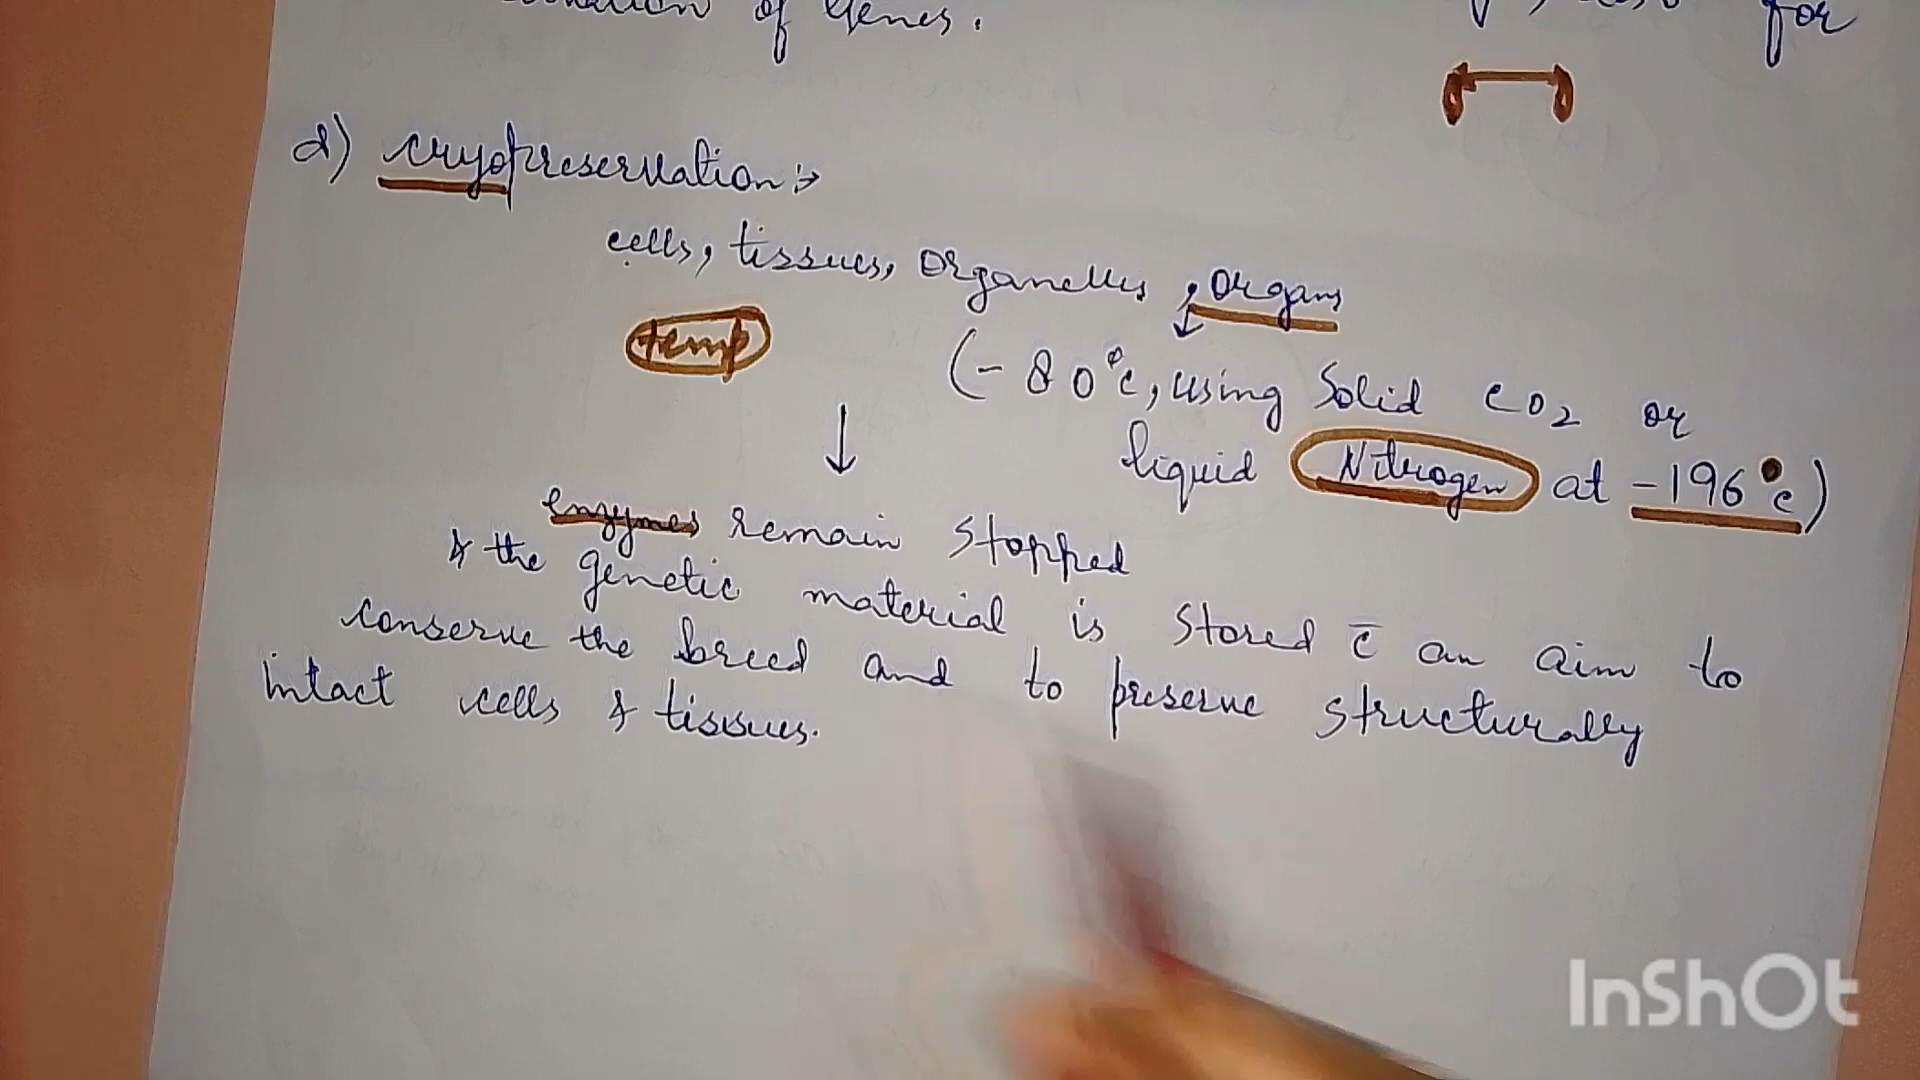 of Genes.
for
d) cryopreservation :→
cells, tissues, organelles, organs
temp
(- 80°c, using Solid CO2 or
liquid Nitrogen at -196°c)
enzymes remain stopped
& the genetic material is stored c̅ an aim to
conserve the breed and to preserve structurally
intact cells & tissues.
InShOt